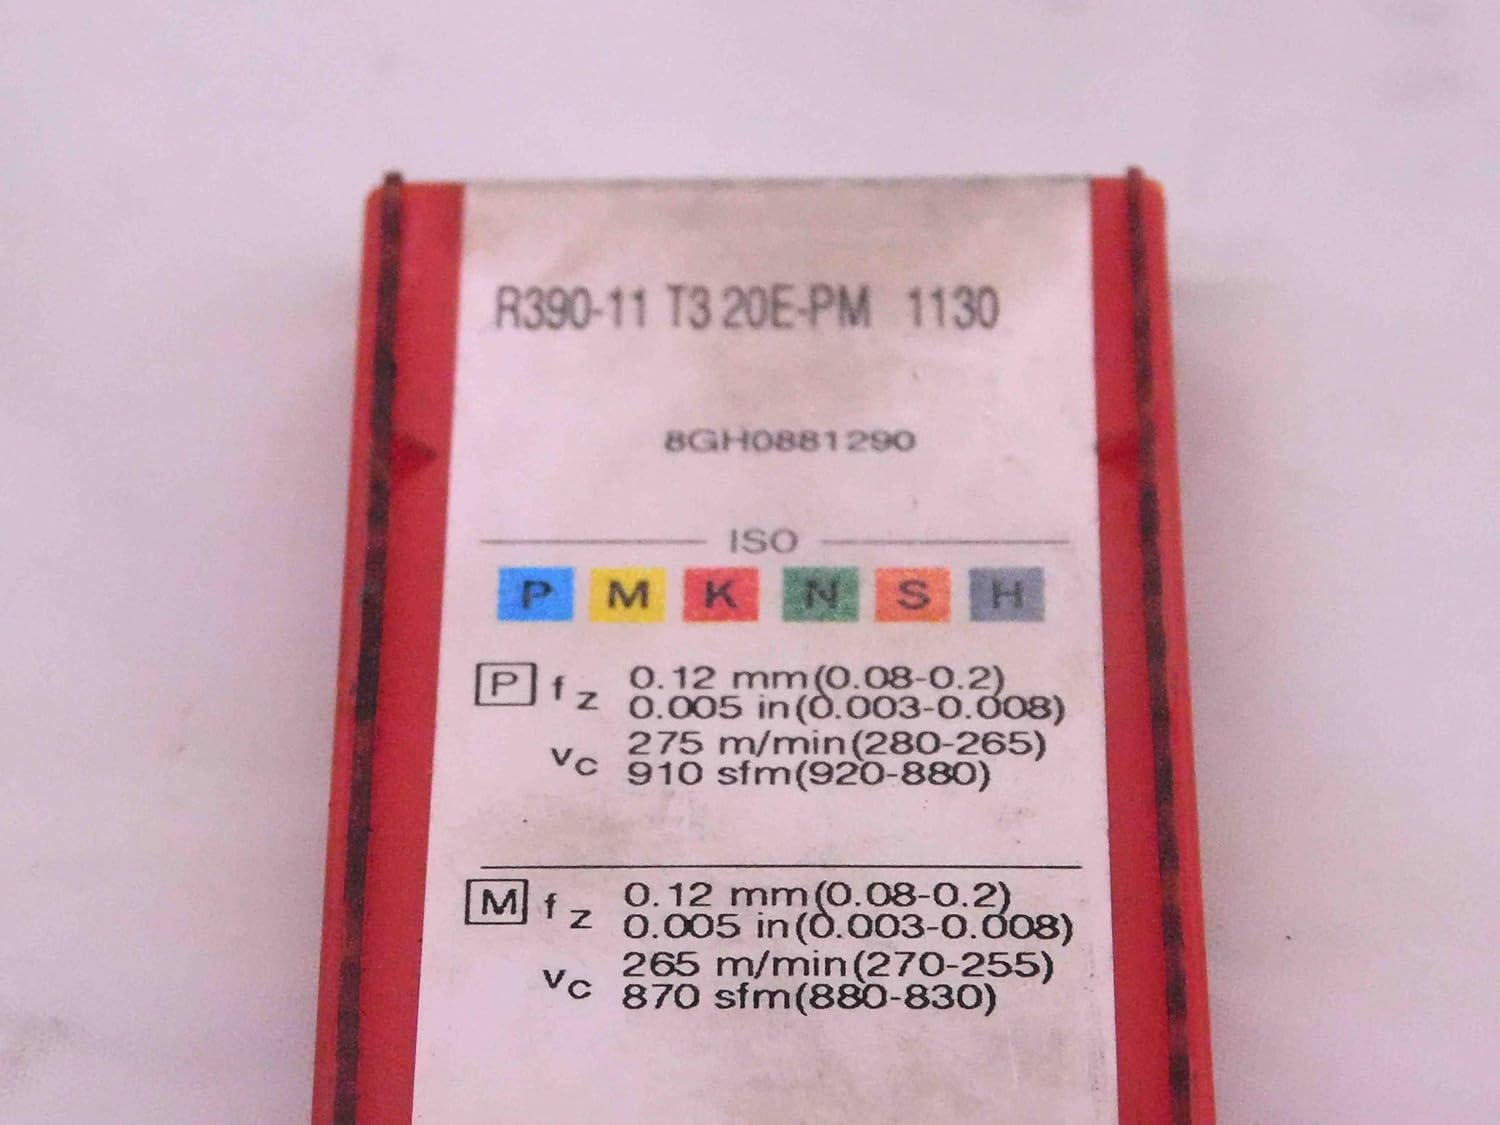 R390-11 T3 20E-PM 1130
8GH0881290
ISO
P M K N S H
P fz 0.12 mm(0.08-0.2)
0.005 in(0.003-0.008)
vc 275 m/min(280-265)
910 sfm(920-880)
M fz 0.12 mm(0.08-0.2)
0.005 in(0.003-0.008)
vc 265 m/min(270-255)
870 sfm(880-830)